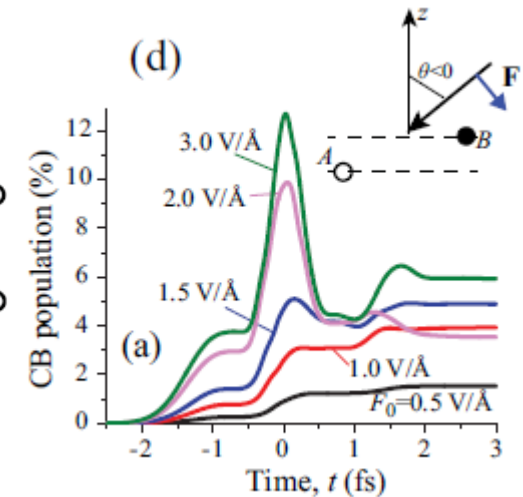 (d)
z
θ<0
F
B
A
CB population (%)
12
10
8
6
4
2
0
3.0 V/Å
2.0 V/Å
1.5 V/Å
(a)
1.0 V/Å
F₀=0.5 V/Å
-2 -1 0 1 2 3
Time, t (fs)